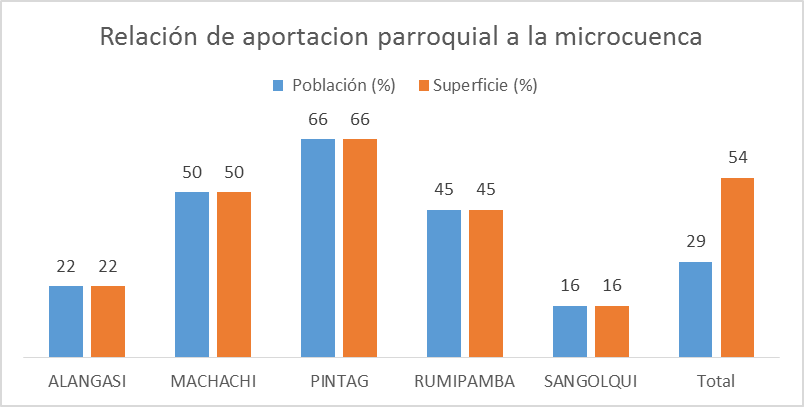 Relación de aportacion parroquial a la microcuenca
Población (%) Superficie (%)
22 22 50 50 66 66 45 45 16 16 29 54
ALANGASI MACHACHI PINTAG RUMIPAMBA SANGOLQUI Total